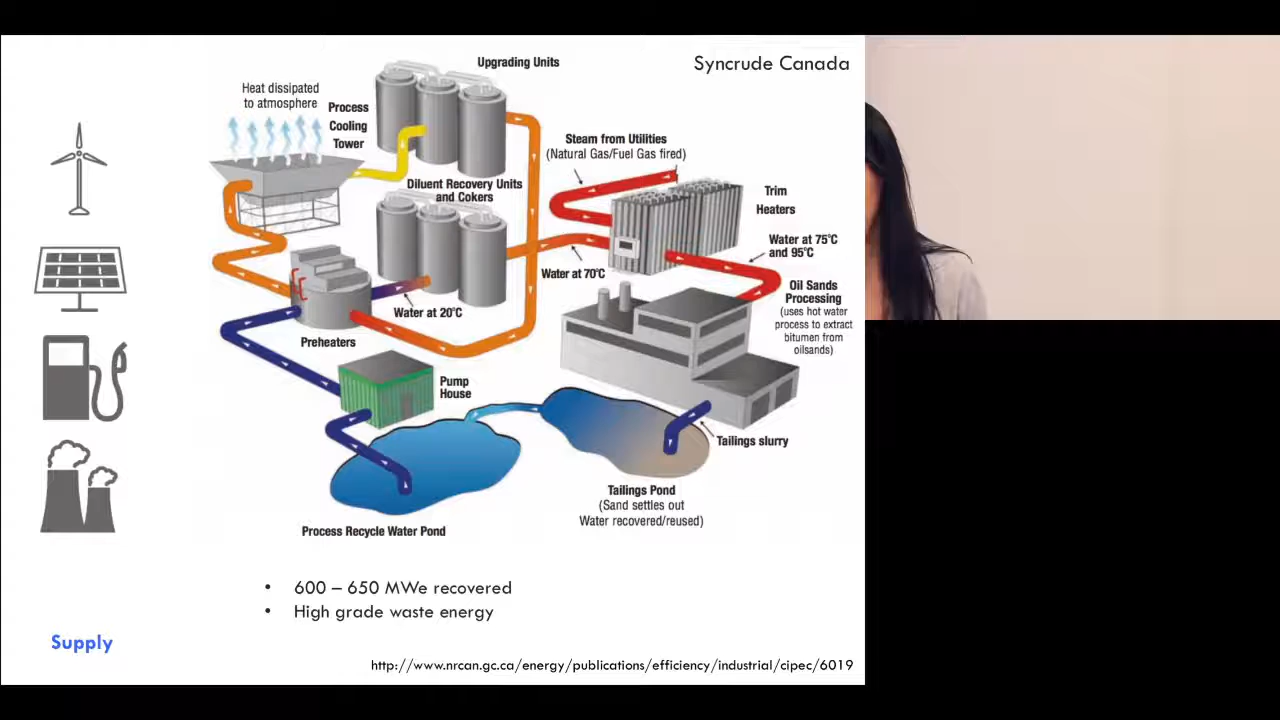 Syncrude Canada
Upgrading Units
Heat dissipated
to atmosphere
Process
Cooling
Tower
Steam from Utilities
(Natural Gas/Fuel Gas fired)
Diluent Recovery Units
and Cokers
Trim
Heaters
Water at 75°C
and 95°C
Water at 70°C
Oil Sands
Processing
(uses hot water
process to extract
bitumen from
oilsands)
Water at 20°C
Preheaters
Pump
House
Tailings slurry
Tailings Pond
(Sand settles out
Water recovered/reused)
Process Recycle Water Pond
• 600 – 650 MWe recovered
• High grade waste energy
Supply
http://www.nrcan.gc.ca/energy/publications/efficiency/industrial/cipec/6019